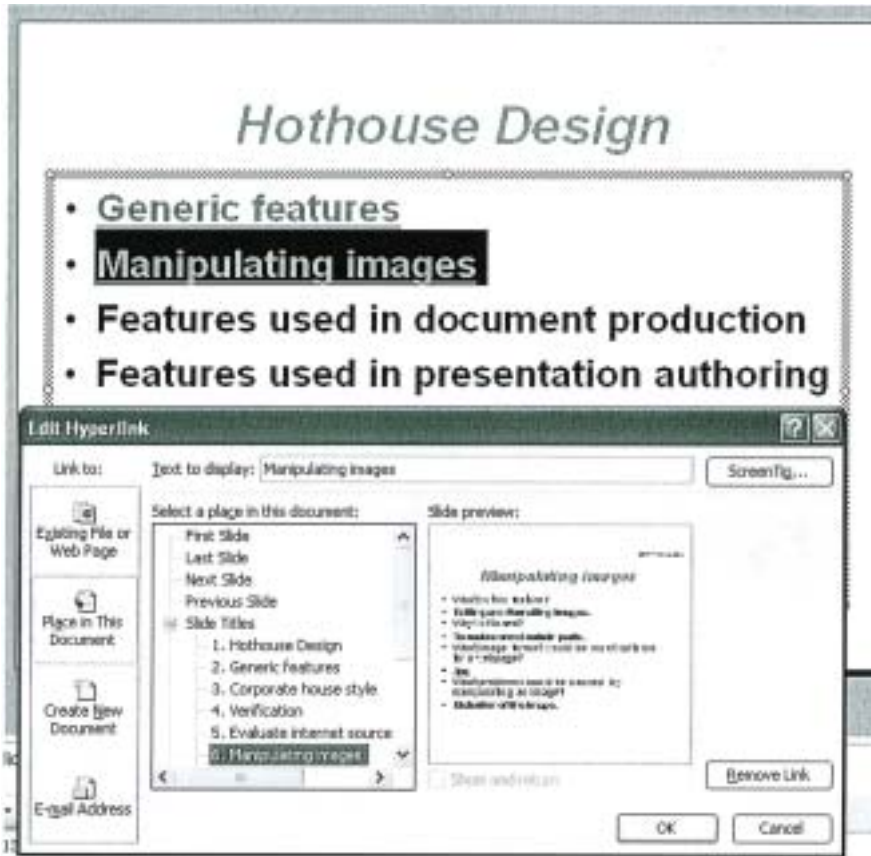 Hothouse Design
• Generic features
• Manipulating images
• Features used in document production
• Features used in presentation authoring
Edit Hyperlink
Link to:
Text to display: Manipulating images
ScreenTip...
Existing File or
Web Page
Place in This
Document
Create New
Document
E-mail Address
Select a place in this document:
First Slide
Last Slide
Next Slide
Previous Slide
Slide Titles
1. Hothouse Design
2. Generic features
3. Corporate house style
4. Verification
5. Evaluate internet source
6. Manipulating images
Slide preview:
Manipulating images
Show and return
Remove Link
OK
Cancel